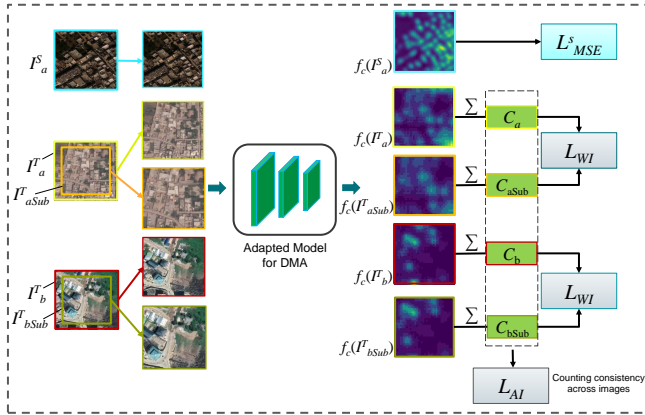 I^S_a
f_c(I^S_a)
L^s_MSE
I^T_a
I^T_aSub
f_c(I^T_a)
∑
C_a
L_WI
f_c(I^T_aSub)
∑
C_aSub
Adapted Model
for DMA
I^T_b
I^T_bSub
f_c(I^T_b)
∑
C_b
L_WI
f_c(I^T_bSub)
∑
C_bSub
L_AI
Counting consistency
across images